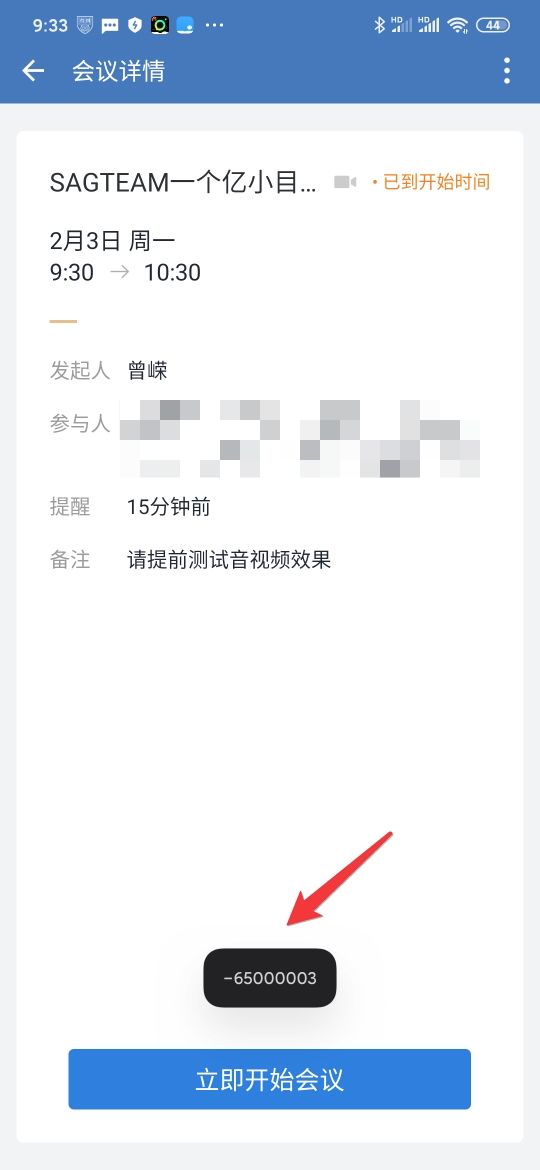 9:33
HD
HD
44
会议详情
SAGTEAM一个亿小目...
• 已到开始时间
2月3日 周一
9:30 → 10:30
发起人 曾嵘
参与人
提醒 15分钟前
备注 请提前测试音视频效果
-65000003
立即开始会议